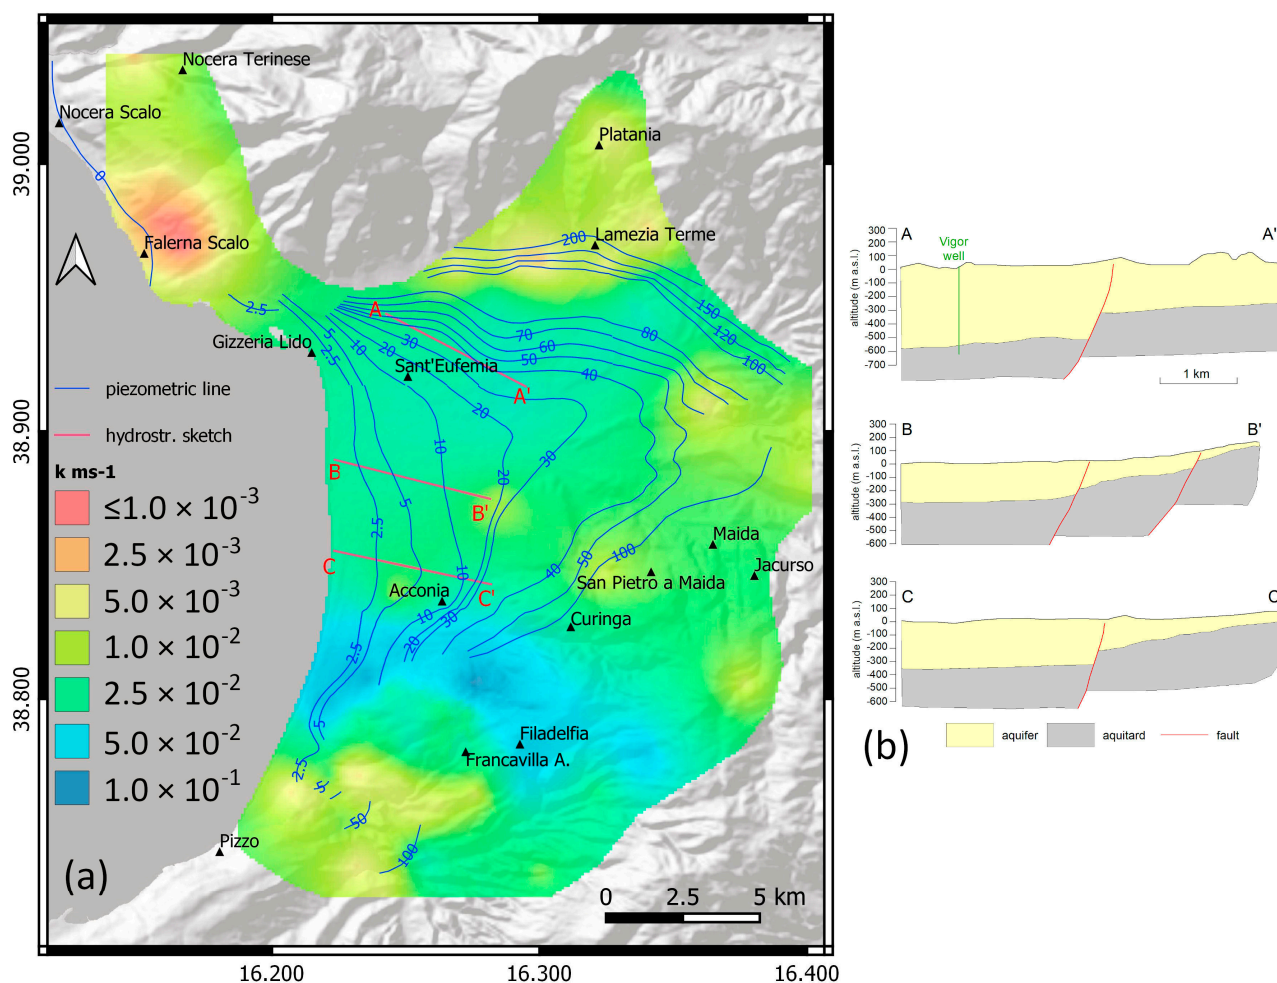 Nocera Terinese
Nocera Scalo
Platania
39.000
0
Falerna Scalo
Lamezia Terme
200
2.5
150
120
100
A
Gizzeria Lido
5
2.5
10
20
30
70
60
50
80
40
Sant'Eufemia
A'
20
piezometric line
hydrostr. sketch
38.900
10
30
B
20
B'
5
2.5
k ms-1
≤1.0 × 10-3
2.5 × 10-3
5.0 × 10-3
1.0 × 10-2
2.5 × 10-2
5.0 × 10-2
1.0 × 10-1
Maida
C
10
50
100
40
San Pietro a Maida
Jacurso
Acconia
C'
10
30
20
Curinga
2.5
38.800
5
Filadelfia
Francavilla A.
2.5
5
50
100
Pizzo
(a)
0 2.5 5 km
16.200 16.300 16.400
A A'
Vigor
well
altitude (m a.s.l.)
300
200
100
0
-100
-200
-300
-400
-500
-600
-700
1 km
B B'
altitude (m a.s.l.)
300
200
100
0
-100
-200
-300
-400
-500
-600
C C
altitude (m a.s.l.)
300
200
100
0
-100
-200
-300
-400
-500
-600
(b)
aquifer aquitard fault